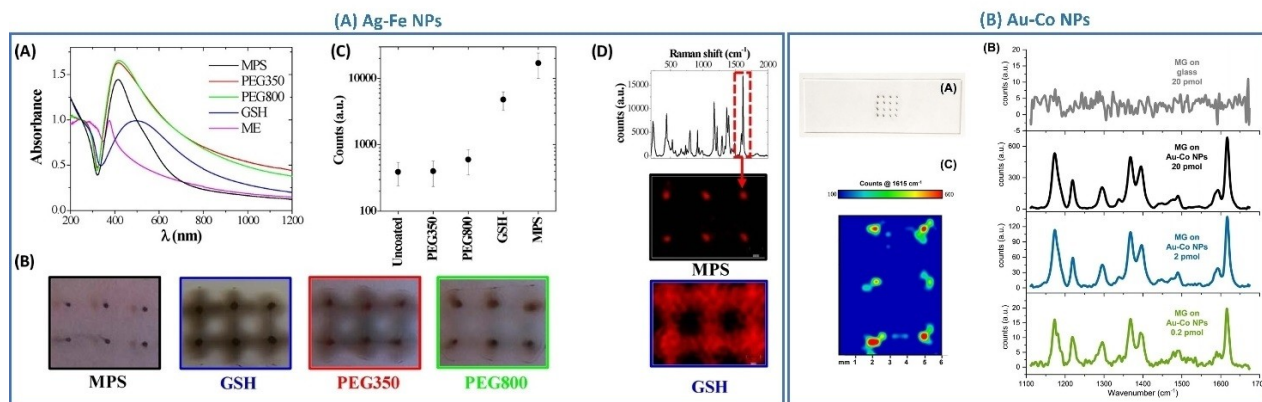 (A) Ag-Fe NPs
(A)
Absorbance
1.5
1.0
0.5
0.0
MPS
PEG350
PEG800
GSH
ME
200 400 600 800 1000 1200
λ (nm)
(C)
Counts (a.u.)
10000
1000
100
Uncoated
PEG350
PEG800
GSH
MPS
(D)
Raman shift (cm-1)
500 1000 1500 2000
counts (a.u.)
15000
10000
5000
0
MPS
GSH
(B)
MPS
GSH
PEG350
PEG800
(B) Au-Co NPs
(A)
(C)
Counts @ 1615 cm-1
100
600
mm 1 2 3 4 5 6
(B)
counts (a.u.)
20
15
10
5
0
-5
MG on
glass
20 pmol
counts (a.u.)
600
300
0
MG on
Au-Co NPs
20 pmol
counts (a.u.)
120
90
60
30
0
MG on
Au-Co NPs
2 pmol
counts (a.u.)
20
15
10
5
0
MG on
Au-Co NPs
0.2 pmol
1100 1200 1300 1400 1500 1600
Wavenumber (cm-1)